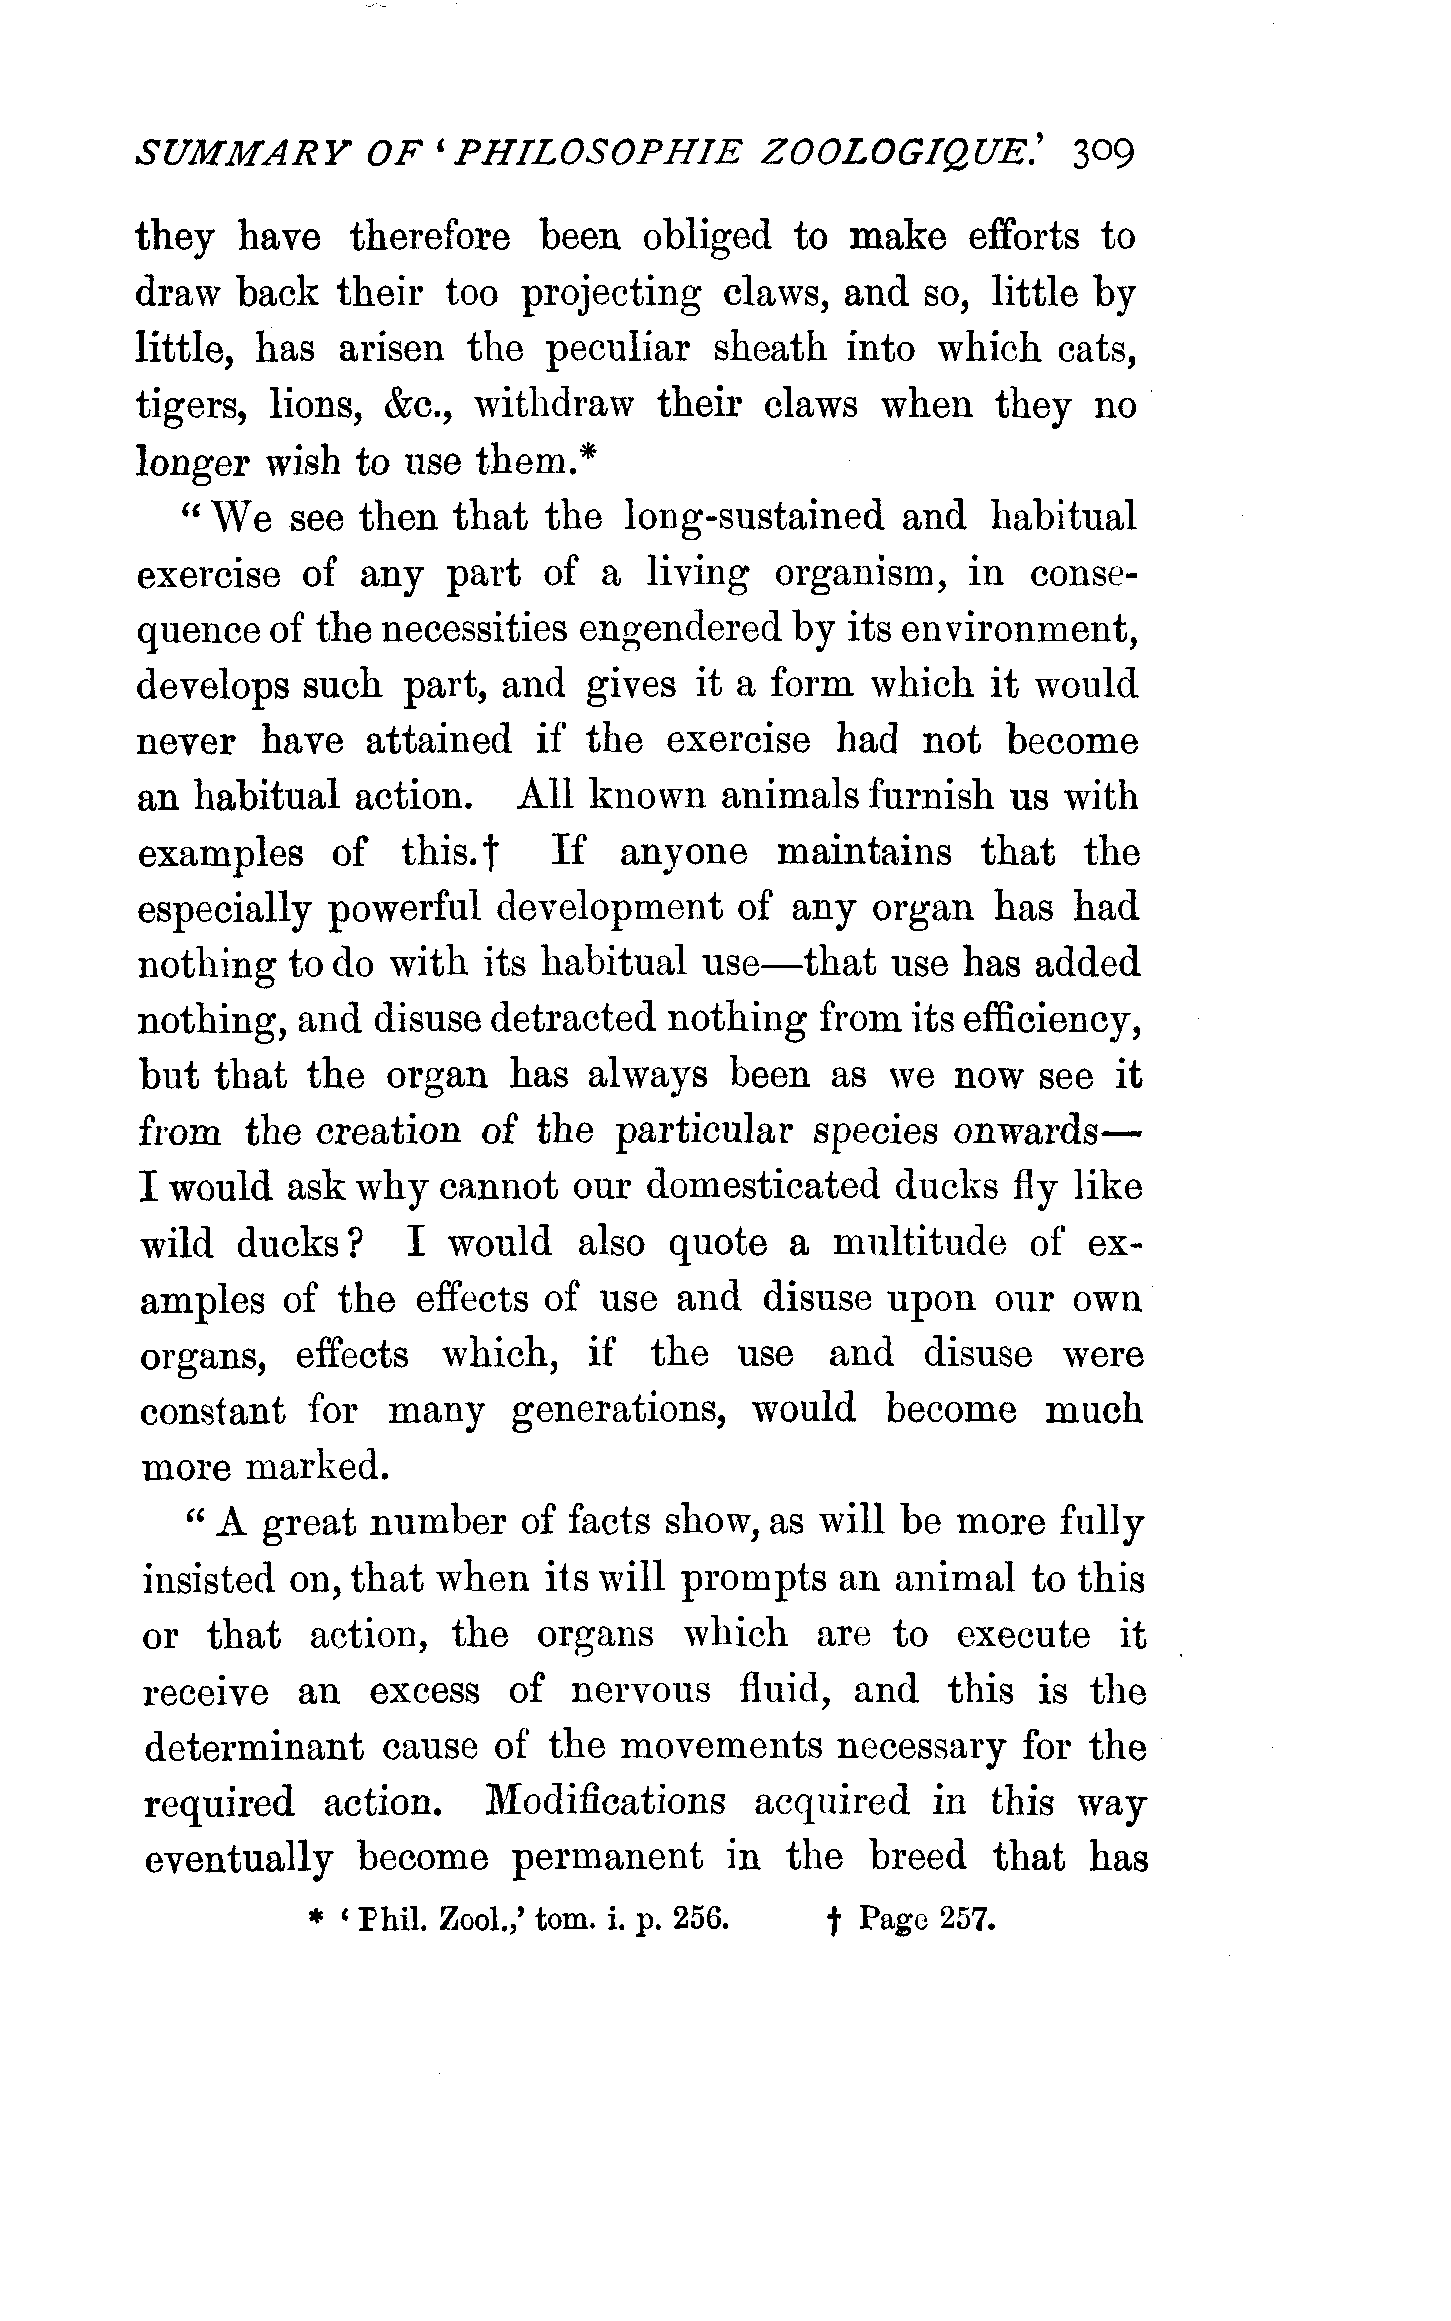 SUMMARY OF ‘PHILOSOPHIE ZOOLOGIQUE.’ 309
they have therefore been obliged to make efforts to
draw back their too projecting claws, and so, little by
little, has arisen the peculiar sheath into which cats,
tigers, lions, &c., withdraw their claws when they no
longer wish to use them.*
“We see then that the long-sustained and habitual
exercise of any part of a living organism, in conse-
quence of the necessities engendered by its environment,
develops such part, and gives it a form which it would
never have attained if the exercise had not become
an habitual action. All known animals furnish us with
examples of this.† If anyone maintains that the
especially powerful development of any organ has had
nothing to do with its habitual use—that use has added
nothing, and disuse detracted nothing from its efficiency,
but that the organ has always been as we now see it
from the creation of the particular species onwards—
I would ask why cannot our domesticated ducks fly like
wild ducks? I would also quote a multitude of ex-
amples of the effects of use and disuse upon our own
organs, effects which, if the use and disuse were
constant for many generations, would become much
more marked.
“A great number of facts show, as will be more fully
insisted on, that when its will prompts an animal to this
or that action, the organs which are to execute it
receive an excess of nervous fluid, and this is the
determinant cause of the movements necessary for the
required action. Modifications acquired in this way
eventually become permanent in the breed that has
* ‘Phil. Zool.,’ tom. i. p. 256. † Page 257.